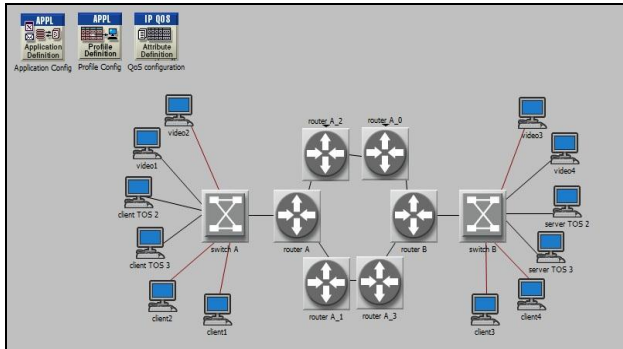 APPL
APPL
IP QOS
Application
Definition
Profile
Definition
Attribute
Definition
Application Config
Profile Config
QoS configuration
router A_2
router A_0
video2
video3
video1
video4
client TOS 2
server TOS 2
switch A
router A
router B
switch B
client TOS 3
server TOS 3
client2
client1
router A_1
router A_3
client3
client4